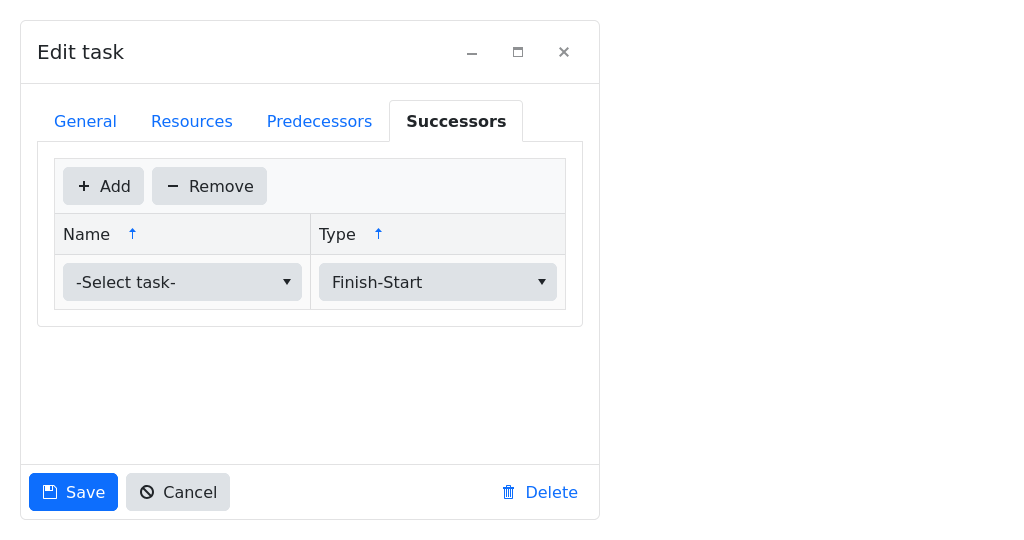 Edit task
General Resources Predecessors Successors
Add Remove
Name Type
-Select task- Finish-Start
Save Cancel Delete